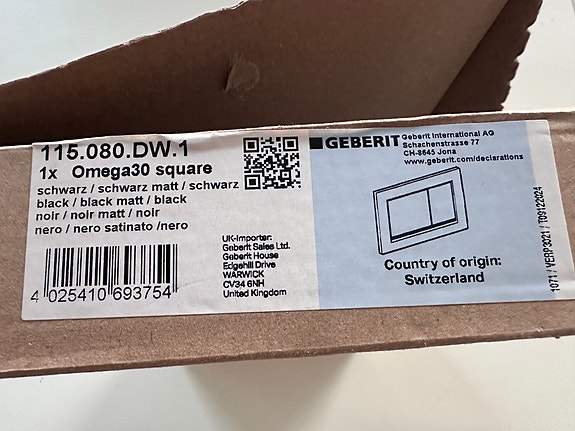 115.080.DW.1
1x Omega30 square
schwarz / schwarz matt / schwarz
black / black matt / black
noir / noir matt / noir
nero / nero satinato /nero
4 025410 693754
UK-Importer:
Geberit Sales Ltd.
Geberit House
Edgehill Drive
WARWICK
CV34 6NH
United Kingdom
GEBERIT
Geberit International AG
Schachenstrasse 77
CH-8645 Jona
www.geberit.com/declarations
Country of origin:
Switzerland
1071 / VERP3021 / T09122024